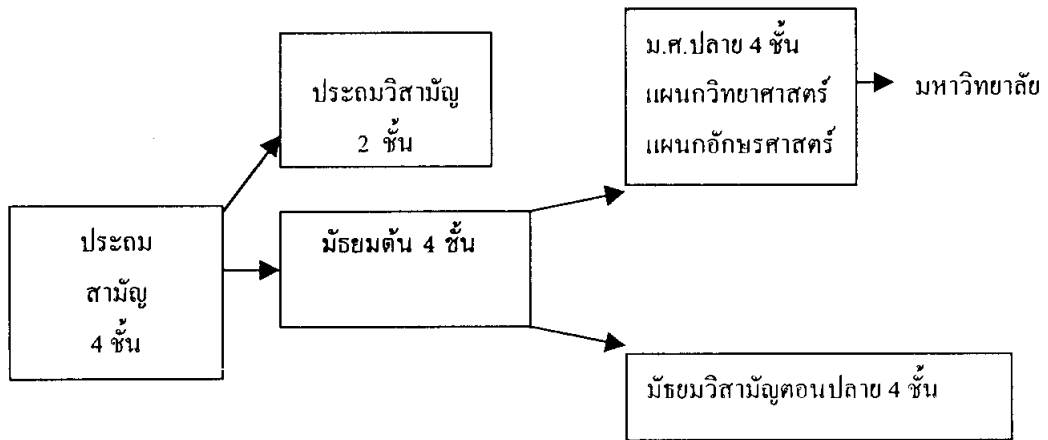 ประถมวิสามัญ
2 ชั้น
ม.ศ.ปลาย 4 ชั้น
แผนกวิทยาศาสตร์
แผนกอักษรศาสตร์
มหาวิทยาลัย
ประถม
สามัญ
4 ชั้น
มัธยมต้น 4 ชั้น
มัธยมวิสามัญตอนปลาย 4 ชั้น